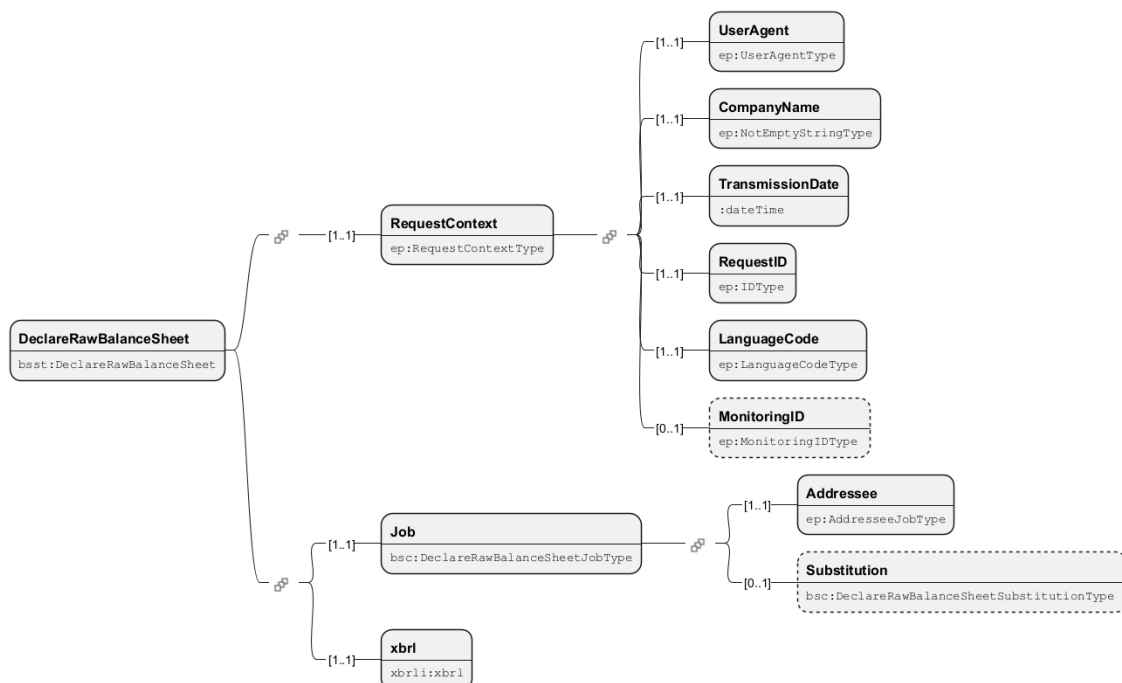 UserAgent
[1..1]
ep:UserAgentType
CompanyName
[1..1]
ep:NotEmptyStringType
TransmissionDate
[1..1]
:dateTime
RequestContext
[1..1]
ep:RequestContextType
RequestID
[1..1]
ep:IDType
DeclareRawBalanceSheet
bsst:DeclareRawBalanceSheet
LanguageCode
[1..1]
ep:LanguageCodeType
MonitoringID
[0..1]
ep:MonitoringIDType
Addressee
[1..1]
ep:AddresseeJobType
Job
[1..1]
bsc:DeclareRawBalanceSheetJobType
Substitution
[0..1]
bsc:DeclareRawBalanceSheetSubstitutionType
xbrl
[1..1]
xbrli:xbrl